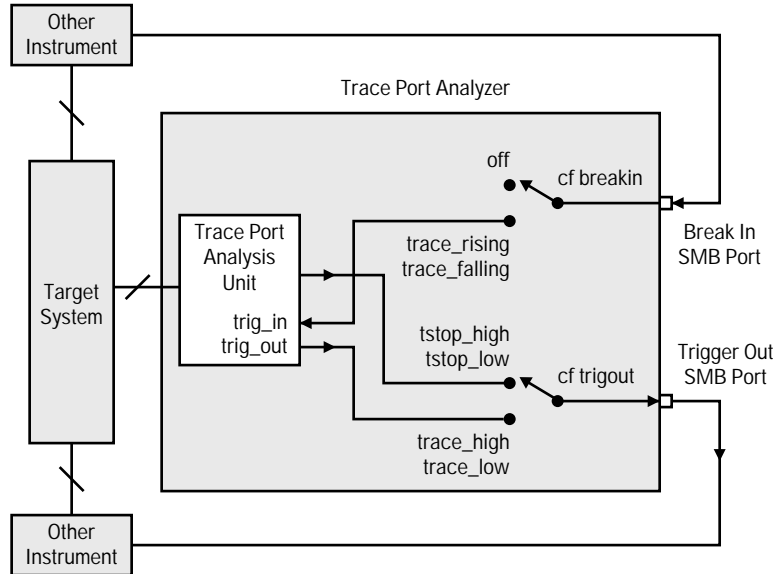 Other
Instrument
Trace Port Analyzer
off
cf breakin
Trace Port
Analysis
Unit
trace_rising
trace_falling
Break In
SMB Port
Target
System
trig_in
trig_out
tstop_high
tstop_low
cf trigout
Trigger Out
SMB Port
trace_high
trace_low
Other
Instrument